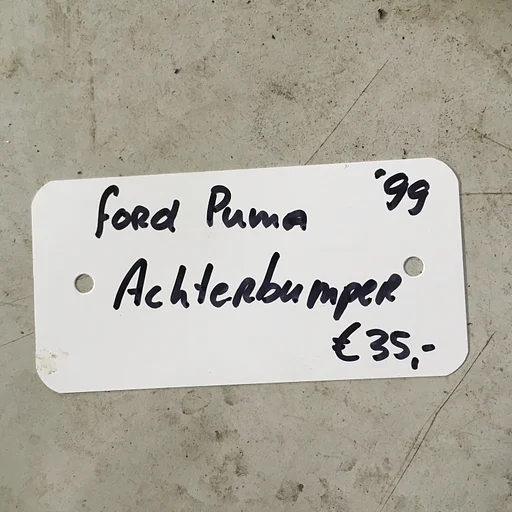 Ford Puma '99
Achterbumper
€35,-